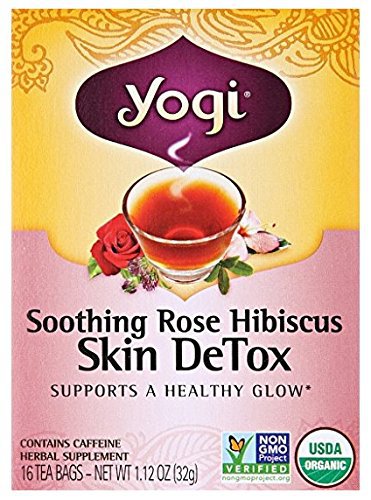 yogi®
Soothing Rose Hibiscus
Skin DeTox
SUPPORTS A HEALTHY GLOW*
CONTAINS CAFFEINE
HERBAL SUPPLEMENT
16 TEA BAGS – NET WT 1.12 OZ (32g)
NON
GMO
Project
VERIFIED
nongmoproject.org
USDA
ORGANIC